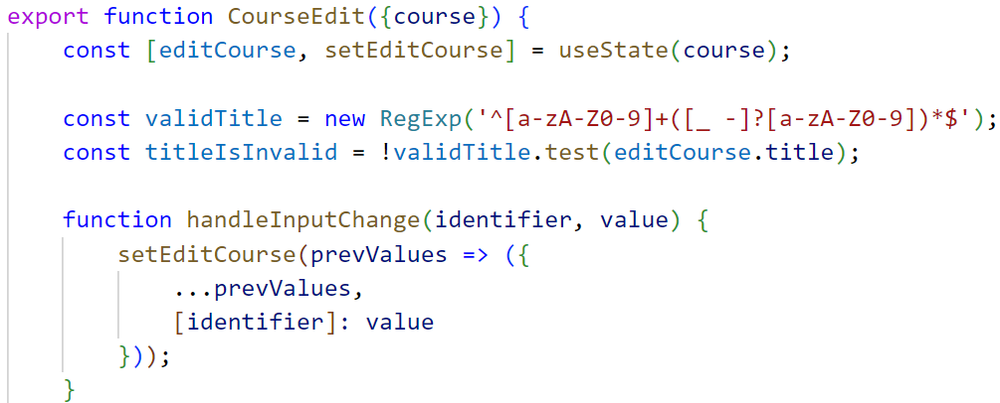 export function CourseEdit({course}) {
    const [editCourse, setEditCourse] = useState(course);

    const validTitle = new RegExp('^[a-zA-Z0-9]+([_ -]?[a-zA-Z0-9])*$');
    const titleIsInvalid = !validTitle.test(editCourse.title);

    function handleInputChange(identifier, value) {
        setEditCourse(prevValues => ({
            ...prevValues,
            [identifier]: value
        }));
    }